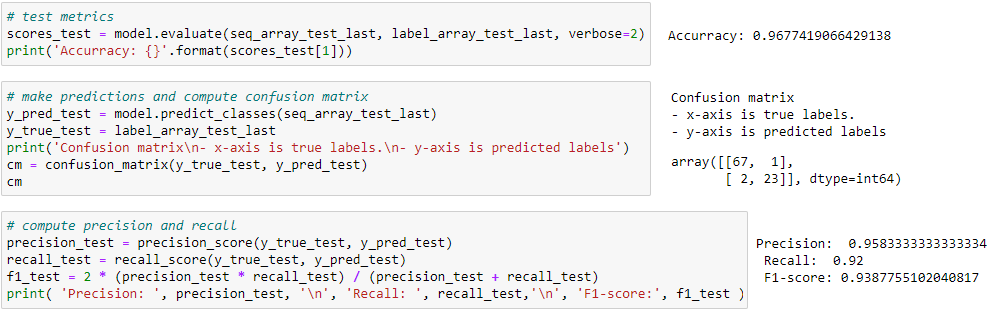 # test metrics
scores_test = model.evaluate(seq_array_test_last, label_array_test_last, verbose=2)
print('Accurracy: {}'.format(scores_test[1]))
Accurracy: 0.9677419066429138
# make predictions and compute confusion matrix
y_pred_test = model.predict_classes(seq_array_test_last)
y_true_test = label_array_test_last
print('Confusion matrix\n- x-axis is true labels.\n- y-axis is predicted labels')
cm = confusion_matrix(y_true_test, y_pred_test)
cm
Confusion matrix
- x-axis is true labels.
- y-axis is predicted labels
array([[67,  1],
       [ 2, 23]], dtype=int64)
# compute precision and recall
precision_test = precision_score(y_true_test, y_pred_test)
recall_test = recall_score(y_true_test, y_pred_test)
f1_test = 2 * (precision_test * recall_test) / (precision_test + recall_test)
print( 'Precision: ', precision_test, '\n', 'Recall: ', recall_test,'\n', 'F1-score:', f1_test )
Precision:  0.9583333333333334
Recall:  0.92
F1-score: 0.9387755102040817